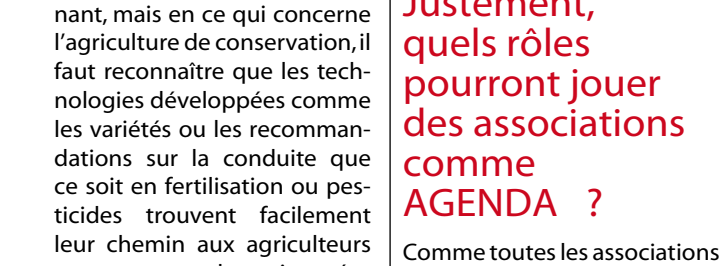 nant, mais en ce qui concerne
l'agriculture de conservation, il
faut reconnaître que les tech-
nologies développées comme
les variétés ou les recomman-
dations sur la conduite que
ce soit en fertilisation ou pes-
ticides trouvent facilement
leur chemin aux agriculteurs
Justement,
quels rôles
pourront jouer
des associations
comme
AGENDA ?
Comme toutes les associations